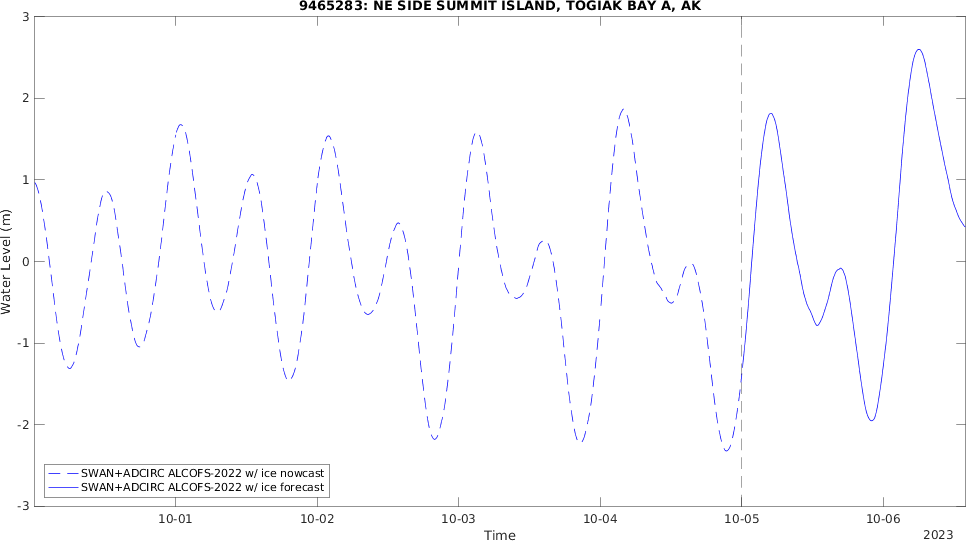 9465283: NE SIDE SUMMIT ISLAND, TOGIAK BAY A, AK
3
2
1
0
-1
-2
-3
Water Level (m)
SWAN+ADCIRC ALCOFS-2022 w/ ice nowcast
SWAN+ADCIRC ALCOFS-2022 w/ ice forecast
10-01 10-02 10-03 10-04 10-05 10-06
Time
2023